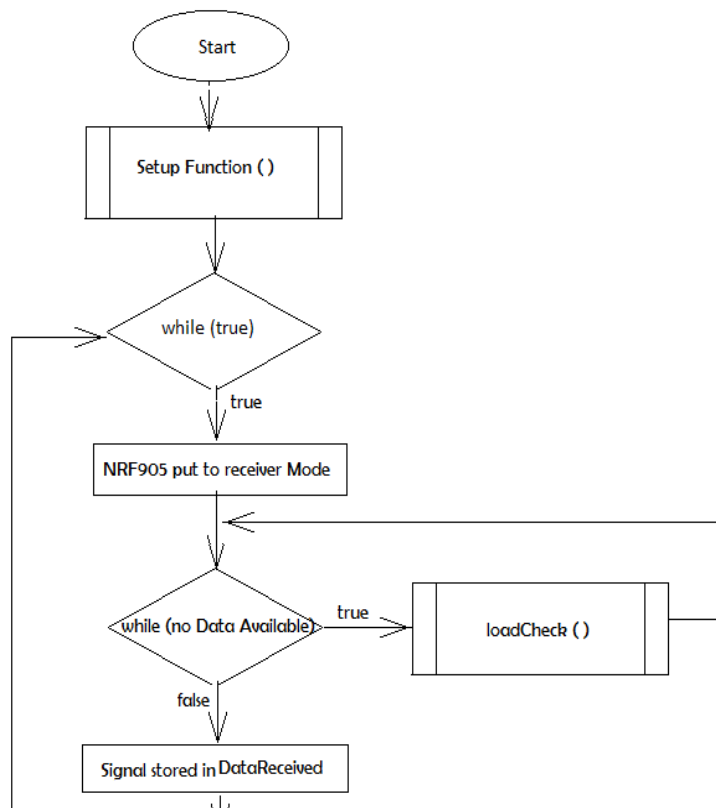 Start
Setup Function ( )
while (true)
true
NRF905 put to receiver Mode
while (no Data Available)
true
loadCheck ( )
false
Signal stored in DataReceived